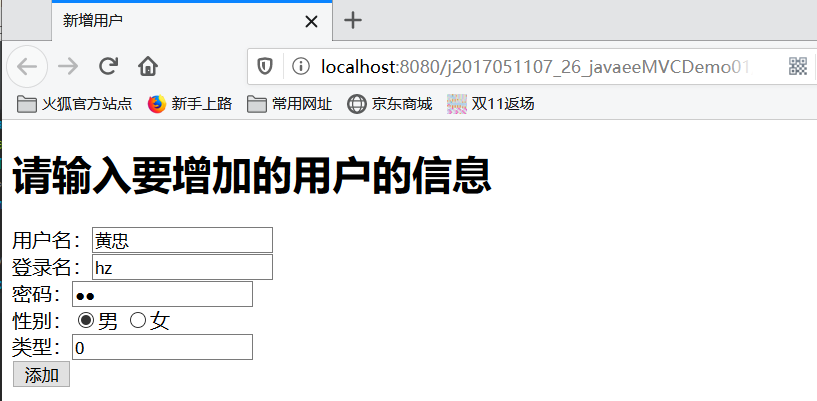 新增用户
localhost:8080/j2017051107_26_javaeeMVCDemo01
火狐官方站点 新手上路 常用网址 京东商城 双11返场
请输入要增加的用户的信息
用户名：黄忠
登录名：hz
密码：●●
性别： 男 女
类型：0
添加